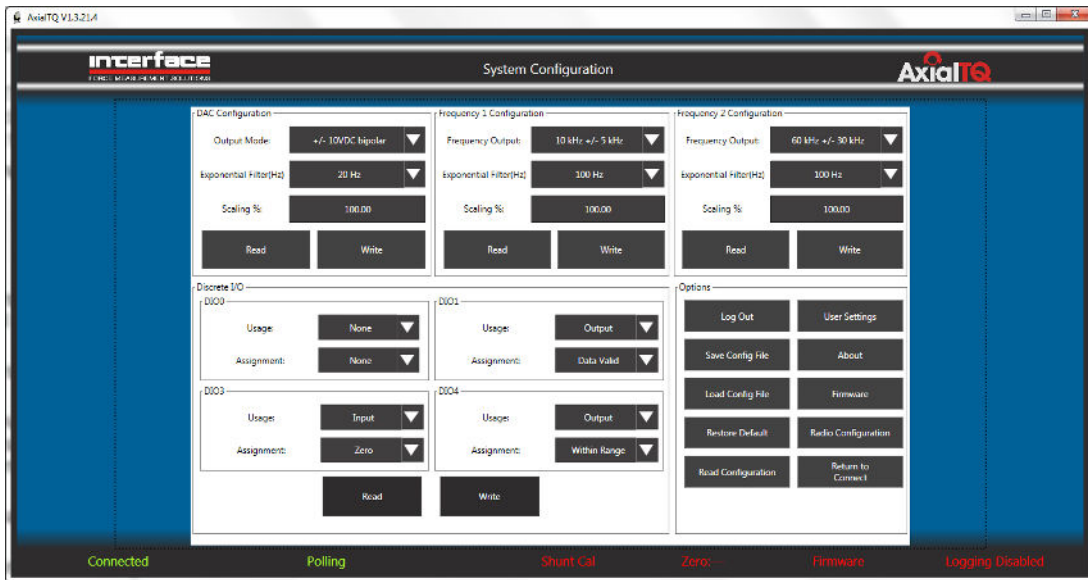 AxialTQ V1.3.21.4
interface
FORCE MEASUREMENT SOLUTIONS
System Configuration
AxialTQ
DAC Configuration
Output Mode: +/- 10VDC bipolar
Exponential Filter(Hz) 20 Hz
Scaling %: 100.00
Read Write
Frequency 1 Configuration
Frequency Output: 10 kHz +/- 5 kHz
Exponential Filter(Hz) 100 Hz
Scaling %: 100.00
Read Write
Frequency 2 Configuration
Frequency Output: 60 kHz +/- 30 kHz
Exponential Filter(Hz) 100 Hz
Scaling %: 100.00
Read Write
Discrete I/O
DIO0
Usage: None
Assignment: None
DIO1
Usage: Output
Assignment: Data Valid
DIO3
Usage: Input
Assignment: Zero
DIO4
Usage: Output
Assignment: Within Range
Read Write
Options
Log Out User Settings
Save Config File About
Load Config File Firmware
Restore Default Radio Configuration
Read Configuration Return to
Connect
Connected Polling Shunt Cal Zero:-- Firmware Logging Disabled